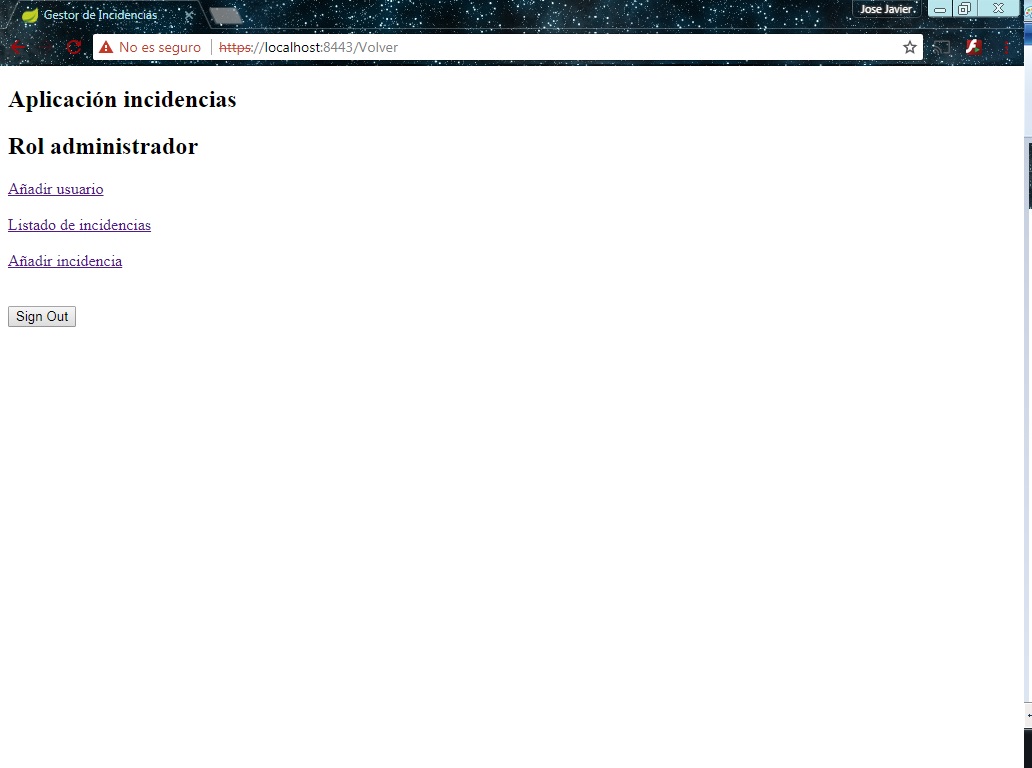 Gestor de Incidencias
Jose Javier.
No es seguro https://localhost:8443/Volver
Aplicación incidencias
Rol administrador
Añadir usuario
Listado de incidencias
Añadir incidencia
Sign Out